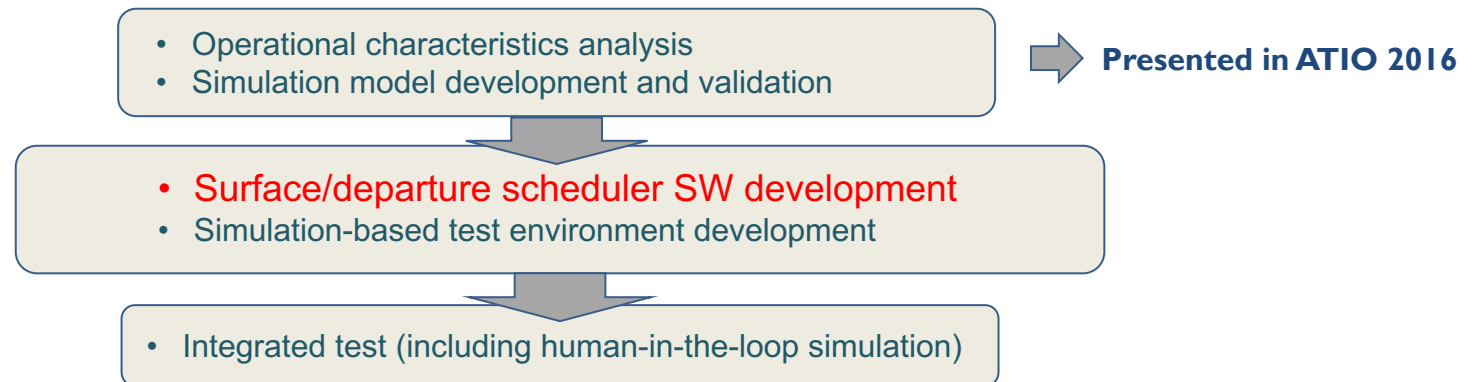 • Operational characteristics analysis
• Simulation model development and validation
Presented in ATIO 2016
• Surface/departure scheduler SW development
• Simulation-based test environment development
• Integrated test (including human-in-the-loop simulation)